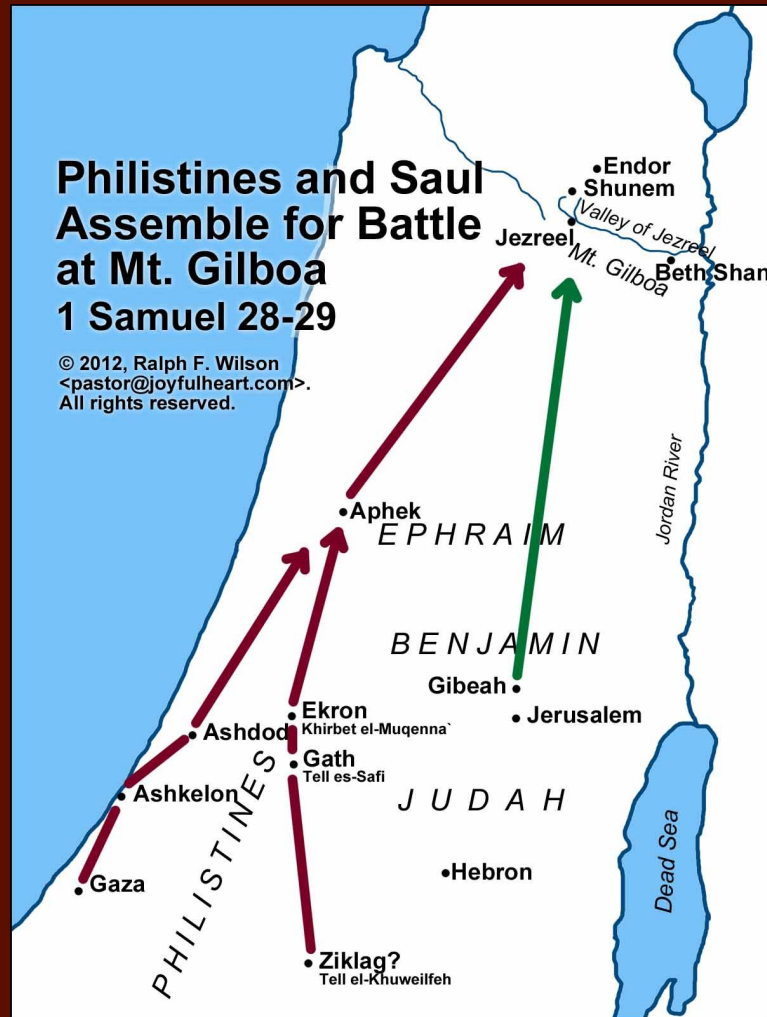 Philistines and Saul
Assemble for Battle
at Mt. Gilboa
1 Samuel 28-29
© 2012, Ralph F. Wilson
<pastor@joyfulheart.com>.
All rights reserved.
Endor
Shunem
Valley of Jezreel
Jezreel
Mt. Gilboa
Beth Shan
Jordan River
Aphek
EPHRAIM
BENJAMIN
Gibeah
Jerusalem
Ekron
Khirbet el-Muqenna`
Ashdod
Gath
Tell es-Safi
Ashkelon
JUDAH
PHILISTINES
Dead Sea
Hebron
Gaza
Ziklag?
Tell el-Khuweilfeh